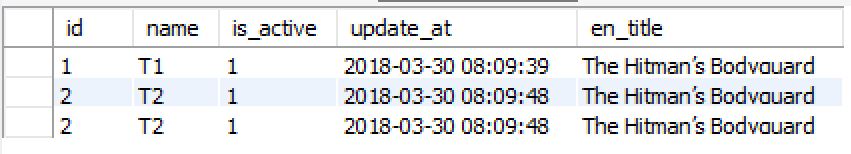 id name is_active update_at en_title
1 T1 1 2018-03-30 08:09:39 The Hitman’s Bodyguard
2 T2 1 2018-03-30 08:09:48 The Hitman’s Bodyguard
2 T2 1 2018-03-30 08:09:48 The Hitman’s Bodyguard